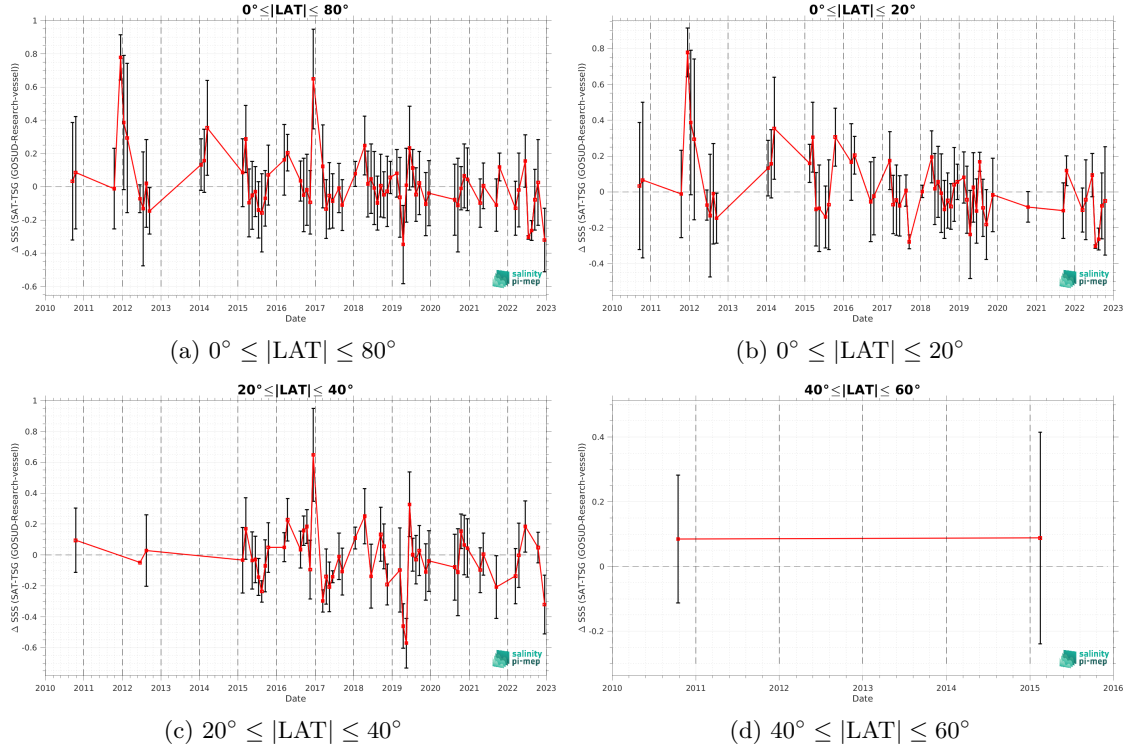 0°≤|LAT|≤ 80°
Δ SSS (SAT-TSG (GOSUD-Research-vessel))
1
0.8
0.6
0.4
0.2
0
-0.2
-0.4
-0.6
2010 2011 2012 2013 2014 2015 2016 2017 2018 2019 2020 2021 2022 2023
Date
salinity
pi-mep
(a) 0° ≤ |LAT| ≤ 80°
0°≤|LAT|≤ 20°
Δ SSS (SAT-TSG (GOSUD-Research-vessel))
0.8
0.6
0.4
0.2
0
-0.2
-0.4
2010 2011 2012 2013 2014 2015 2016 2017 2018 2019 2020 2021 2022 2023
Date
salinity
pi-mep
(b) 0° ≤ |LAT| ≤ 20°
20°≤|LAT|≤ 40°
Δ SSS (SAT-TSG (GOSUD-Research-vessel))
1
0.8
0.6
0.4
0.2
0
-0.2
-0.4
-0.6
2010 2011 2012 2013 2014 2015 2016 2017 2018 2019 2020 2021 2022 2023
Date
salinity
pi-mep
(c) 20° ≤ |LAT| ≤ 40°
40°≤|LAT|≤ 60°
Δ SSS (SAT-TSG (GOSUD-Research-vessel))
0.4
0.2
0
-0.2
2010 2011 2012 2013 2014 2015 2016
Date
salinity
pi-mep
(d) 40° ≤ |LAT| ≤ 60°